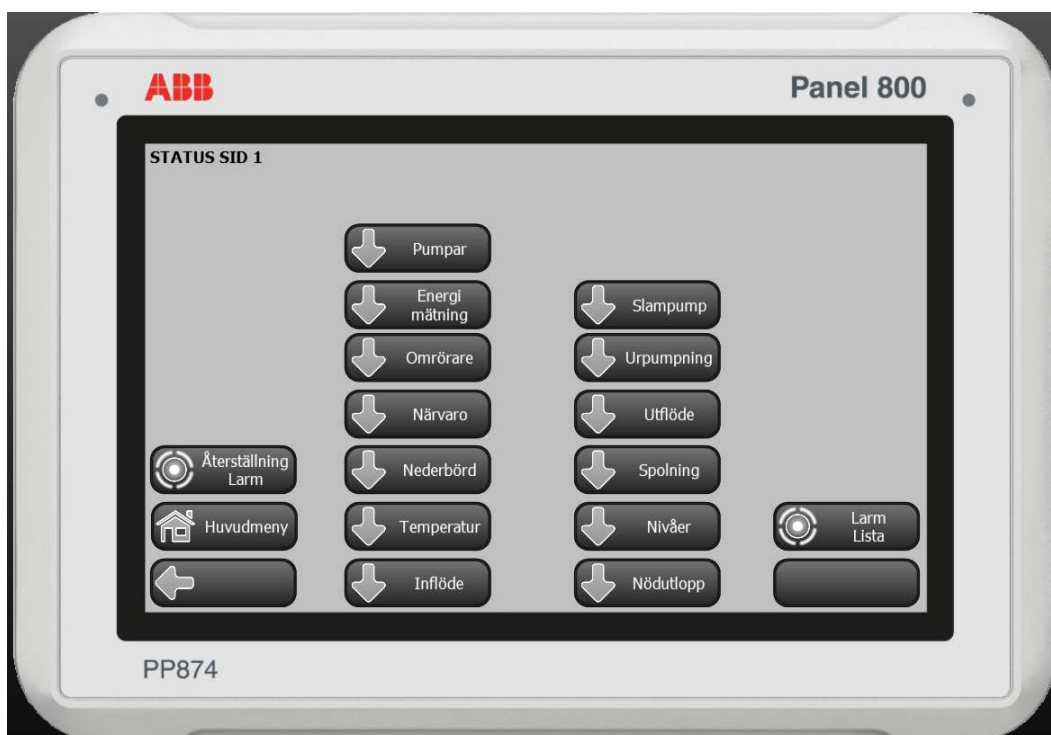 ABB
Panel 800
STATUS SID 1
Pumpar
Energi
mätning
Slampump
Omrörare
Urpumpning
Närvaro
Utflöde
Återställning
Larm
Nederbörd
Spolning
Huvudmeny
Temperatur
Nivåer
Larm
Lista
Inflöde
Nödutlopp
PP874